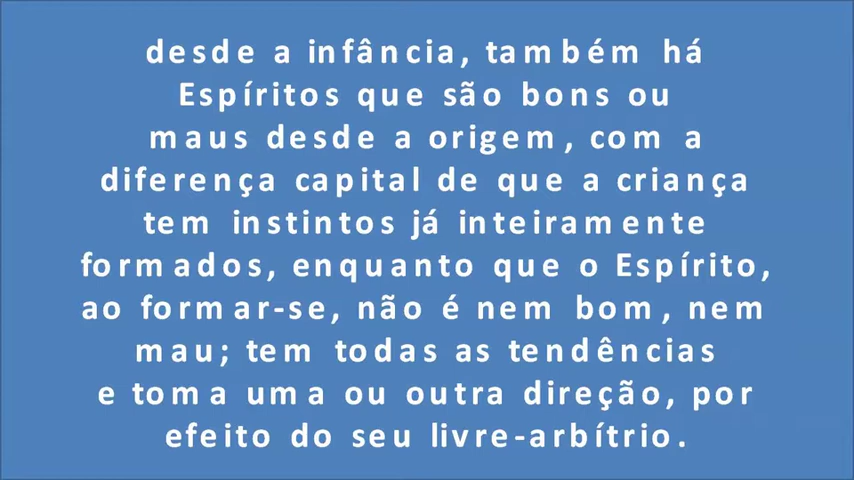 desde a infância, também há
Espíritos que são bons ou
maus desde a origem, com a
diferença capital de que a criança
tem instintos já inteiramente
formados, enquanto que o Espírito,
ao formar-se, não é nem bom, nem
mau; tem todas as tendências
e toma uma ou outra direção, por
efeito do seu livre-arbítrio.